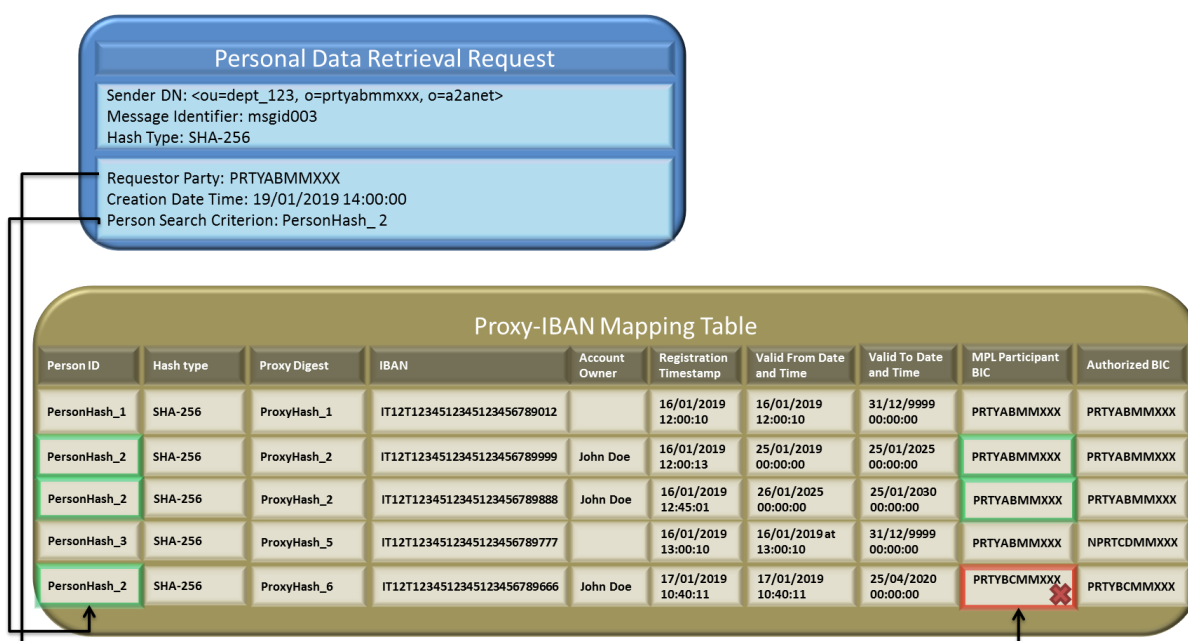 Personal Data Retrieval Request
Sender DN: <ou=dept_123, o=prtyabmmxxx, o=a2anet>
Message Identifier: msgid003
Hash Type: SHA-256
Requestor Party: PRTYABMMXXX
Creation Date Time: 19/01/2019 14:00:00
Person Search Criterion: PersonHash_ 2
Proxy-IBAN Mapping Table
Person ID Hash type Proxy Digest IBAN Account Owner Registration Timestamp Valid From Date and Time Valid To Date and Time MPL Participant BIC Authorized BIC
PersonHash_1 SHA-256 ProxyHash_1 IT12T1234512345123456789012 16/01/2019 12:00:10 16/01/2019 12:00:10 31/12/9999 00:00:00 PRTYABMMXXX PRTYABMMXXX
PersonHash_2 SHA-256 ProxyHash_2 IT12T1234512345123456789999 John Doe 16/01/2019 12:00:13 25/01/2019 00:00:00 25/01/2025 00:00:00 PRTYABMMXXX PRTYABMMXXX
PersonHash_2 SHA-256 ProxyHash_2 IT12T1234512345123456789888 John Doe 16/01/2019 12:45:01 26/01/2025 00:00:00 25/01/2030 00:00:00 PRTYABMMXXX PRTYABMMXXX
PersonHash_3 SHA-256 ProxyHash_5 IT12T1234512345123456789777 16/01/2019 13:00:10 16/01/2019 at 13:00:10 31/12/9999 00:00:00 PRTYABMMXXX NPRTCDMMXXX
PersonHash_2 SHA-256 ProxyHash_6 IT12T1234512345123456789666 John Doe 17/01/2019 10:40:11 17/01/2019 10:40:11 25/04/2020 00:00:00 PRTYBCMMXXX PRTYBCMMXXX